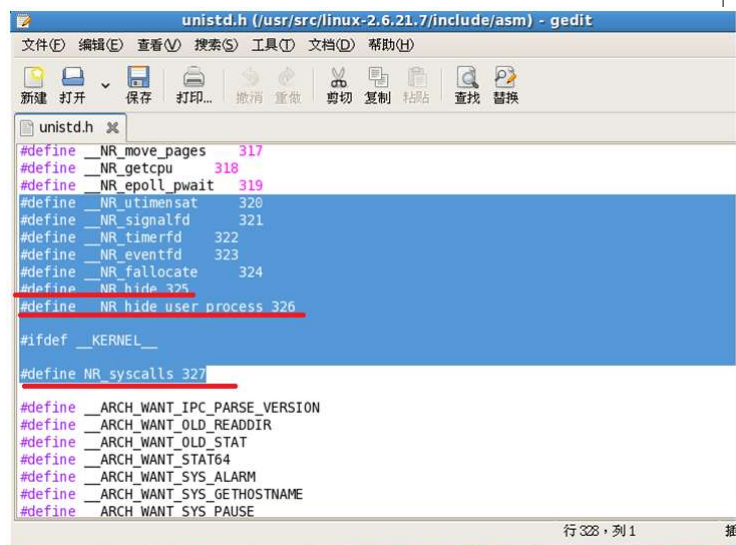 unistd.h (/usr/src/linux-2.6.21.7/include/asm) - gedit
文件(F) 编辑(E) 查看(V) 搜索(S) 工具(T) 文档(D) 帮助(H)
新建 打开 保存 打印... 撤消 重做 剪切 复制 粘贴 查找 替换
unistd.h
#define __NR_move_pages 317
#define __NR_getcpu 318
#define __NR_epoll_pwait 319
#define __NR_utimensat 320
#define __NR_signalfd 321
#define __NR_timerfd 322
#define __NR_eventfd 323
#define __NR_fallocate 324
#define __NR_hide 325
#define __NR_hide_user_process 326
#ifdef __KERNEL__
#define NR_syscalls 327
#define __ARCH_WANT_IPC_PARSE_VERSION
#define __ARCH_WANT_OLD_READDIR
#define __ARCH_WANT_OLD_STAT
#define __ARCH_WANT_STAT64
#define __ARCH_WANT_SYS_ALARM
#define __ARCH_WANT_SYS_GETHOSTNAME
#define __ARCH_WANT_SYS_PAUSE
行 328，列 1 插